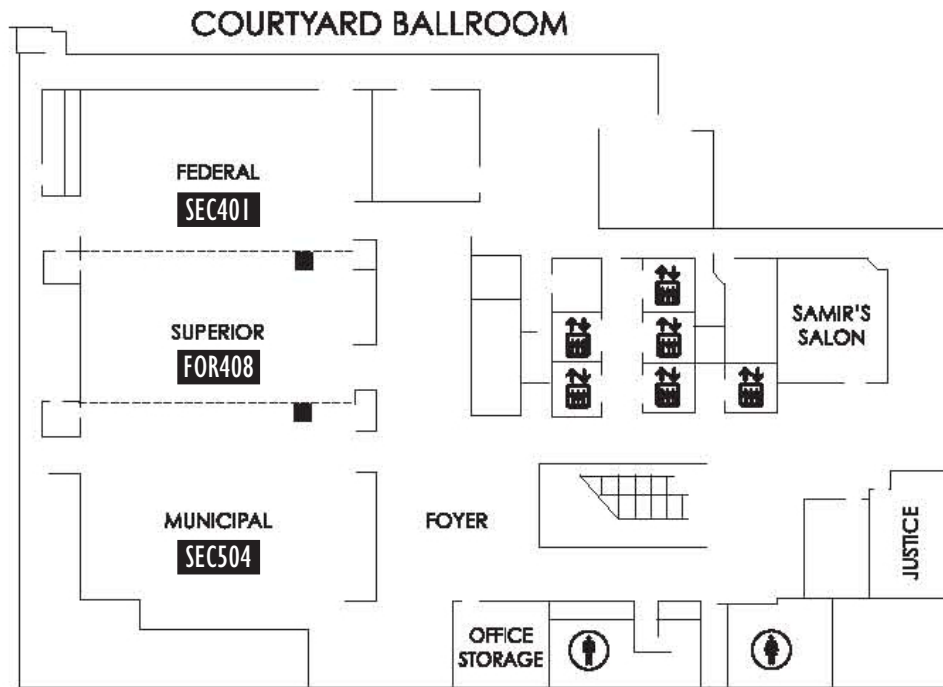 COURTYARD BALLROOM
FEDERAL
SEC401
SUPERIOR
FOR408
SAMIR'S
SALON
MUNICIPAL
SEC504
FOYER
JUSTICE
OFFICE
STORAGE